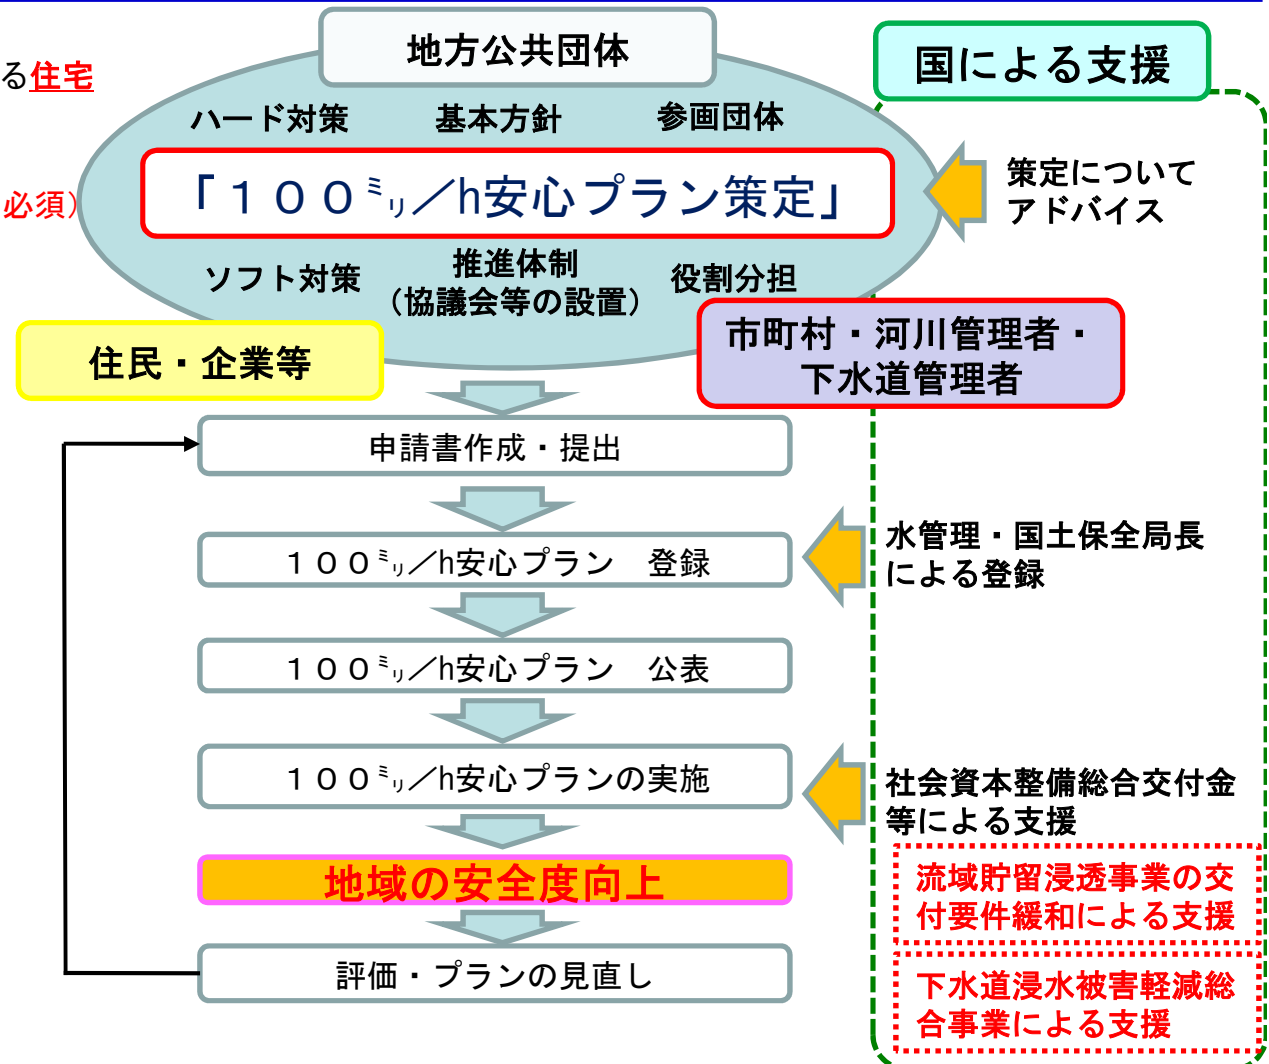 地方公共団体
国による支援
る住宅
ハード対策
基本方針
参画団体
必須）
「１００㍉／h安心プラン策定」
策定について
アドバイス
ソフト対策
推進体制
（協議会等の設置）
役割分担
住民・企業等
市町村・河川管理者・
下水道管理者
申請書作成・提出
１００㍉／h安心プラン　登録
水管理・国土保全局長
による登録
１００㍉／h安心プラン　公表
１００㍉／h安心プランの実施
社会資本整備総合交付金
等による支援
地域の安全度向上
流域貯留浸透事業の交
付要件緩和による支援
評価・プランの見直し
下水道浸水被害軽減総
合事業による支援